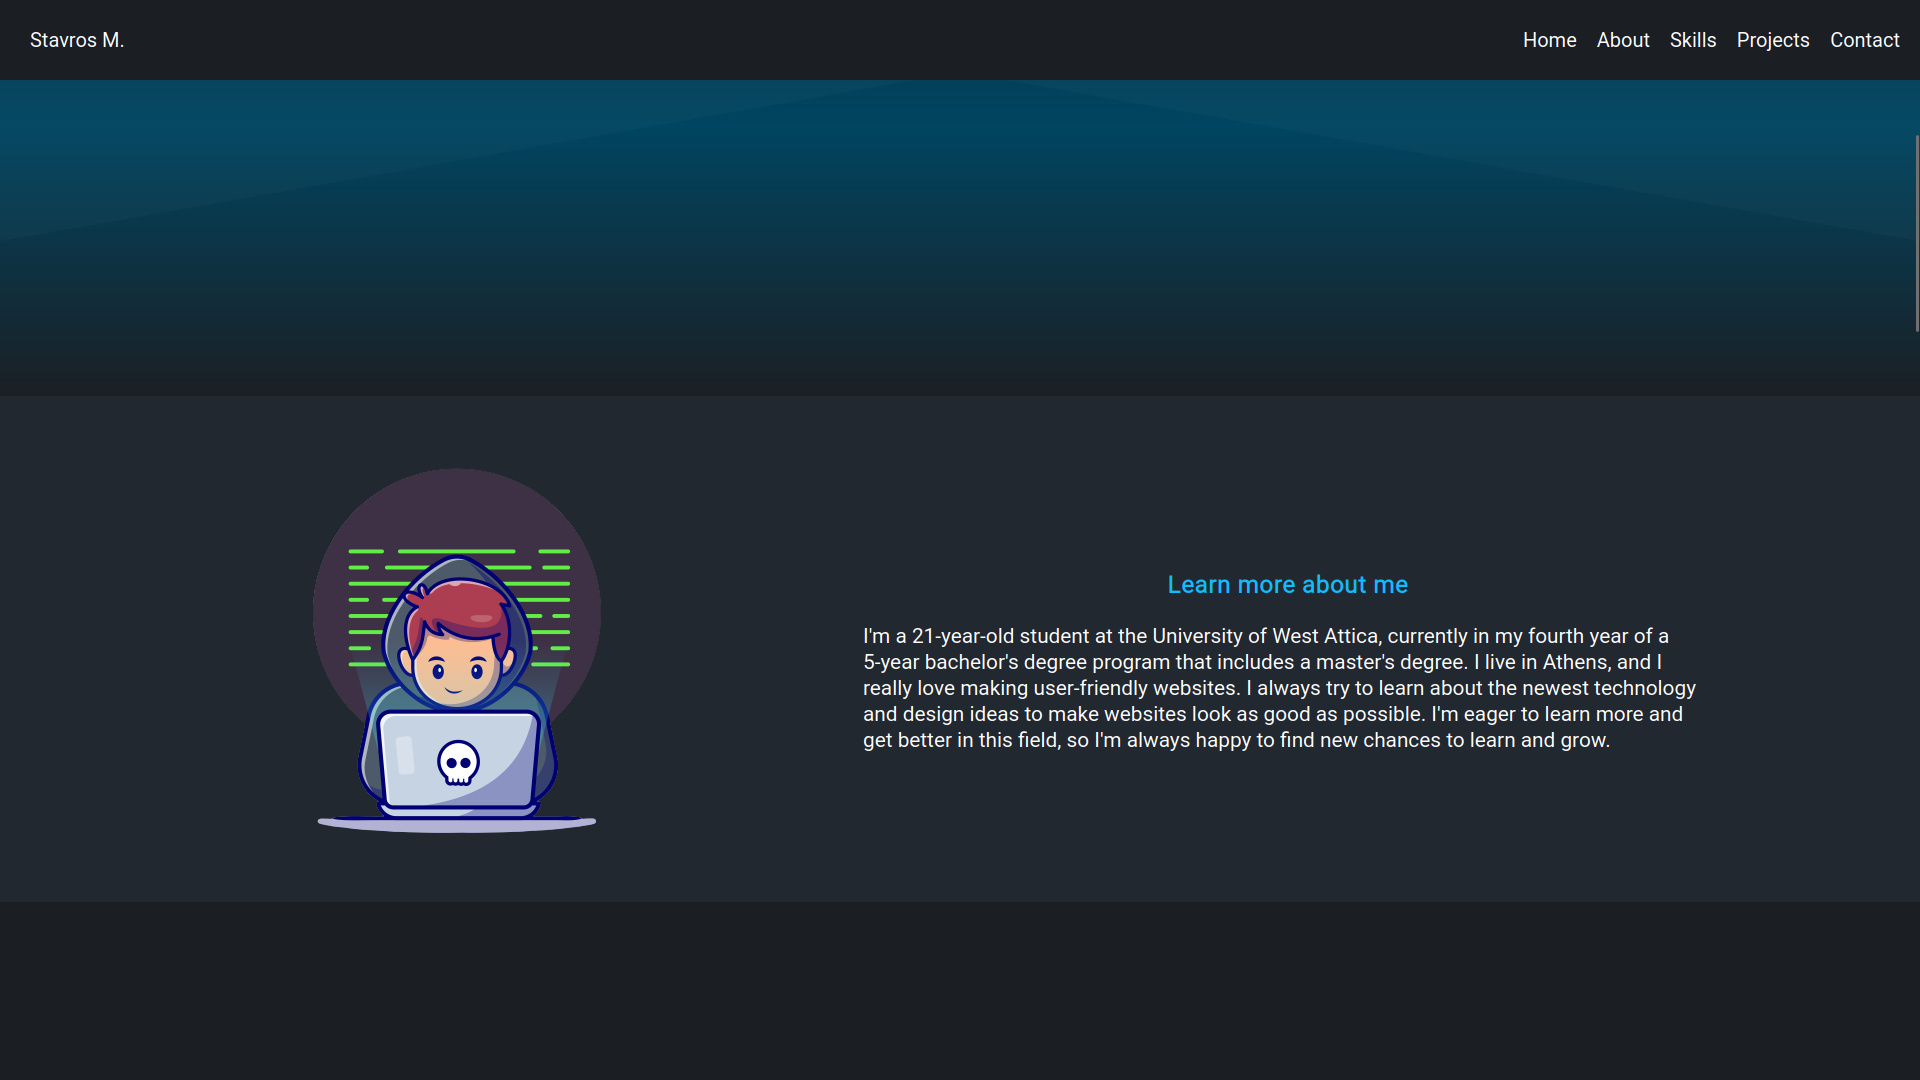 Stavros M.
Home About Skills Projects Contact
Learn more about me
I'm a 21-year-old student at the University of West Attica, currently in my fourth year of a
5-year bachelor's degree program that includes a master's degree. I live in Athens, and I
really love making user-friendly websites. I always try to learn about the newest technology
and design ideas to make websites look as good as possible. I'm eager to learn more and
get better in this field, so I'm always happy to find new chances to learn and grow.